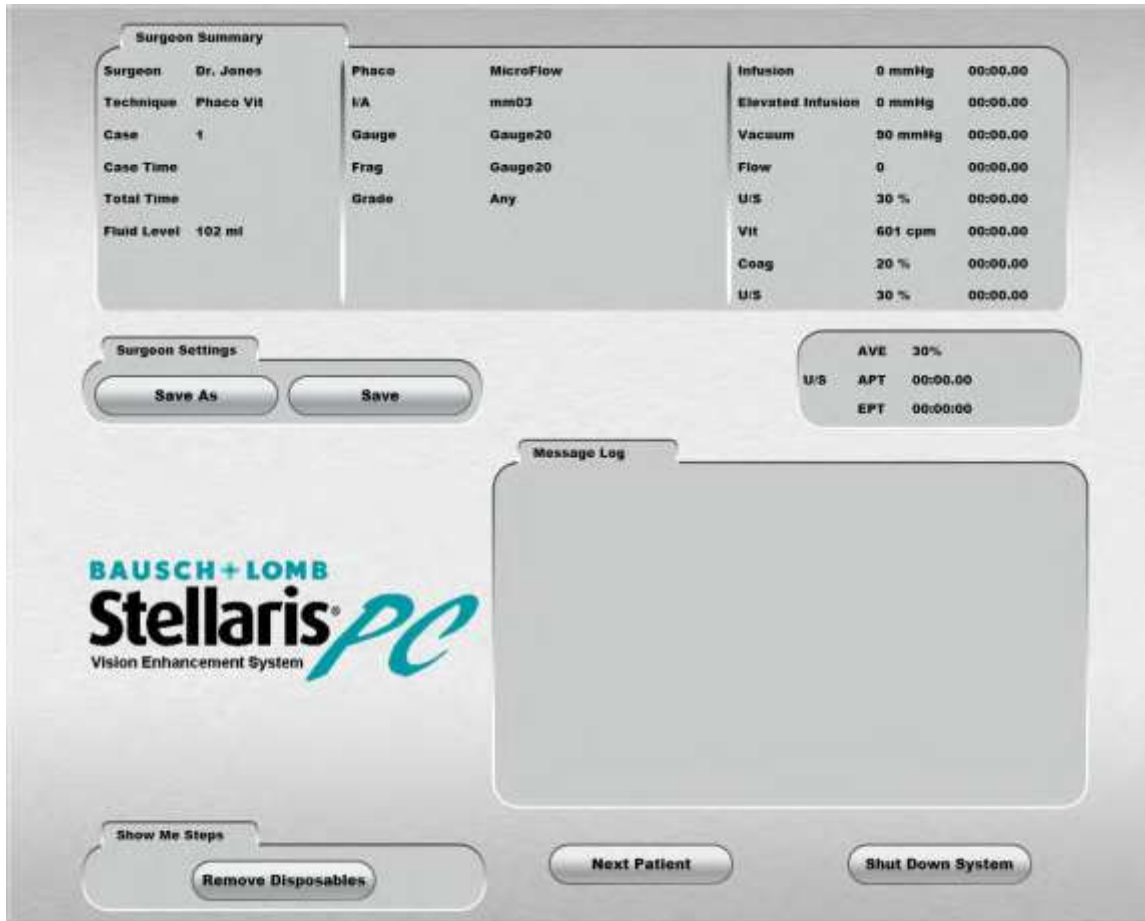 Surgeon Summary
Surgeon Dr. Jones
Technique Phaco Vit
Case 1
Case Time
Total Time
Fluid Level 102 ml
Phaco MicroFlow
I/A mm03
Gauge Gauge20
Frag Gauge20
Grade Any
Infusion 0 mmHg 00:00.00
Elevated Infusion 0 mmHg 00:00.00
Vacuum 90 mmHg 00:00.00
Flow 0 00:00.00
U/S 30 % 00:00.00
Vit 601 cpm 00:00.00
Coag 20 % 00:00.00
U/S 30 % 00:00.00
Surgeon Settings
Save As Save
AVE 30%
U/S APT 00:00.00
EPT 00:00:00
Message Log
BAUSCH + LOMB
Stellaris® PC
Vision Enhancement System
Show Me Steps
Remove Disposables
Next Patient
Shut Down System